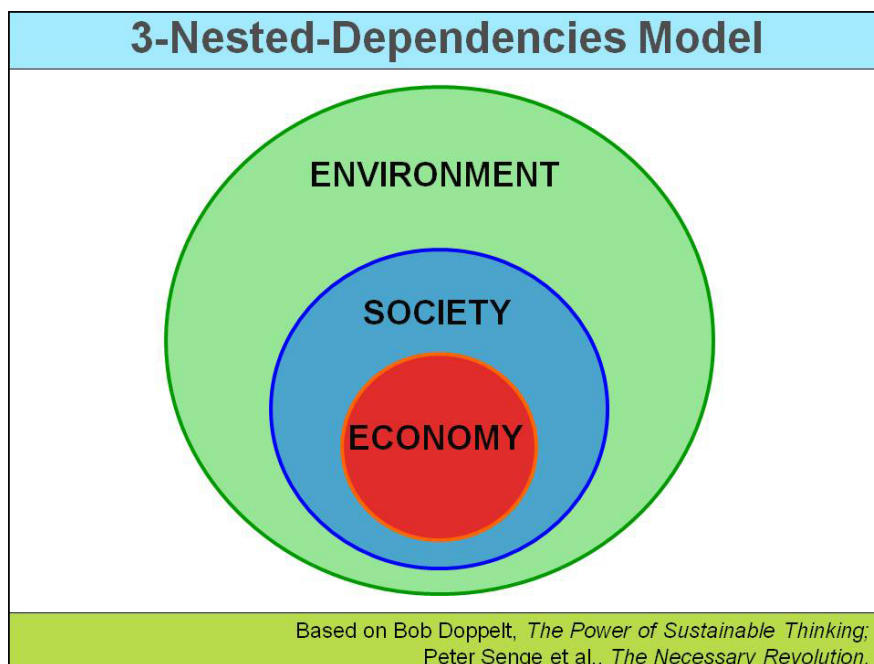 3-Nested-Dependencies Model
ENVIRONMENT
SOCIETY
ECONOMY
Based on Bob Doppelt, The Power of Sustainable Thinking;
Peter Senge et al., The Necessary Revolution.